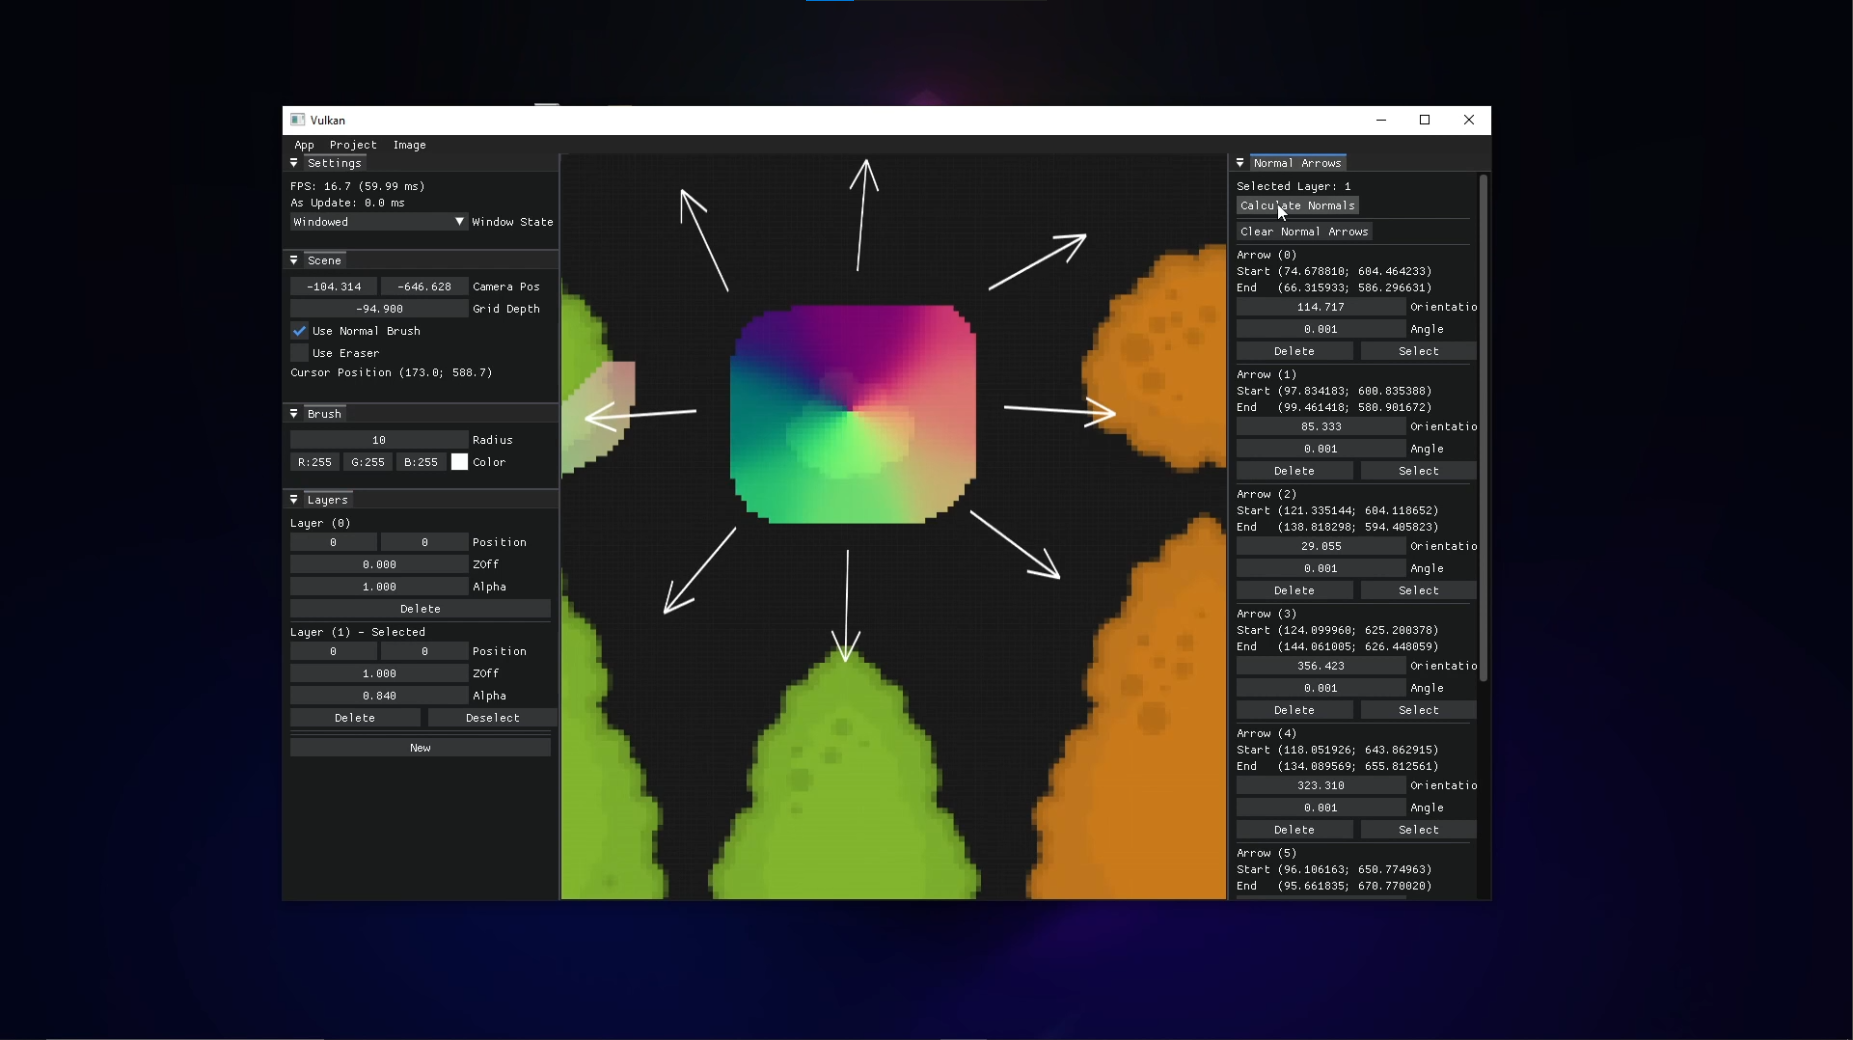 Vulkan
App Project Image
Settings
FPS: 16.7 (59.99 ms)
As Update: 0.0 ms
Windowed Window State
Scene
-104.314 -646.628 Camera Pos
-94.900 Grid Depth
Use Normal Brush
Use Eraser
Cursor Position (173.0; 588.7)
Brush
10 Radius
R:255 G:255 B:255 Color
Layers
Layer (0)
0 0 Position
0.000 ZOff
1.000 Alpha
Delete
Layer (1) - Selected
0 0 Position
1.000 ZOff
0.840 Alpha
Delete Deselect
New
Normal Arrows
Selected Layer: 1
Calculate Normals
Clear Normal Arrows
Arrow (0)
Start (74.678810; 604.464233)
End (66.315933; 586.296631)
114.717 Orientatio
0.001 Angle
Delete Select
Arrow (1)
Start (97.834183; 600.835388)
End (99.461418; 580.901672)
85.333 Orientatio
0.001 Angle
Delete Select
Arrow (2)
Start (121.335144; 604.118652)
End (138.818298; 594.405823)
29.055 Orientatio
0.001 Angle
Delete Select
Arrow (3)
Start (124.099960; 625.200378)
End (144.061005; 626.448059)
356.423 Orientatio
0.001 Angle
Delete Select
Arrow (4)
Start (118.051926; 643.862915)
End (134.089569; 655.812561)
323.310 Orientatio
0.001 Angle
Delete Select
Arrow (5)
Start (96.106163; 650.774963)
End (95.661835; 670.770020)